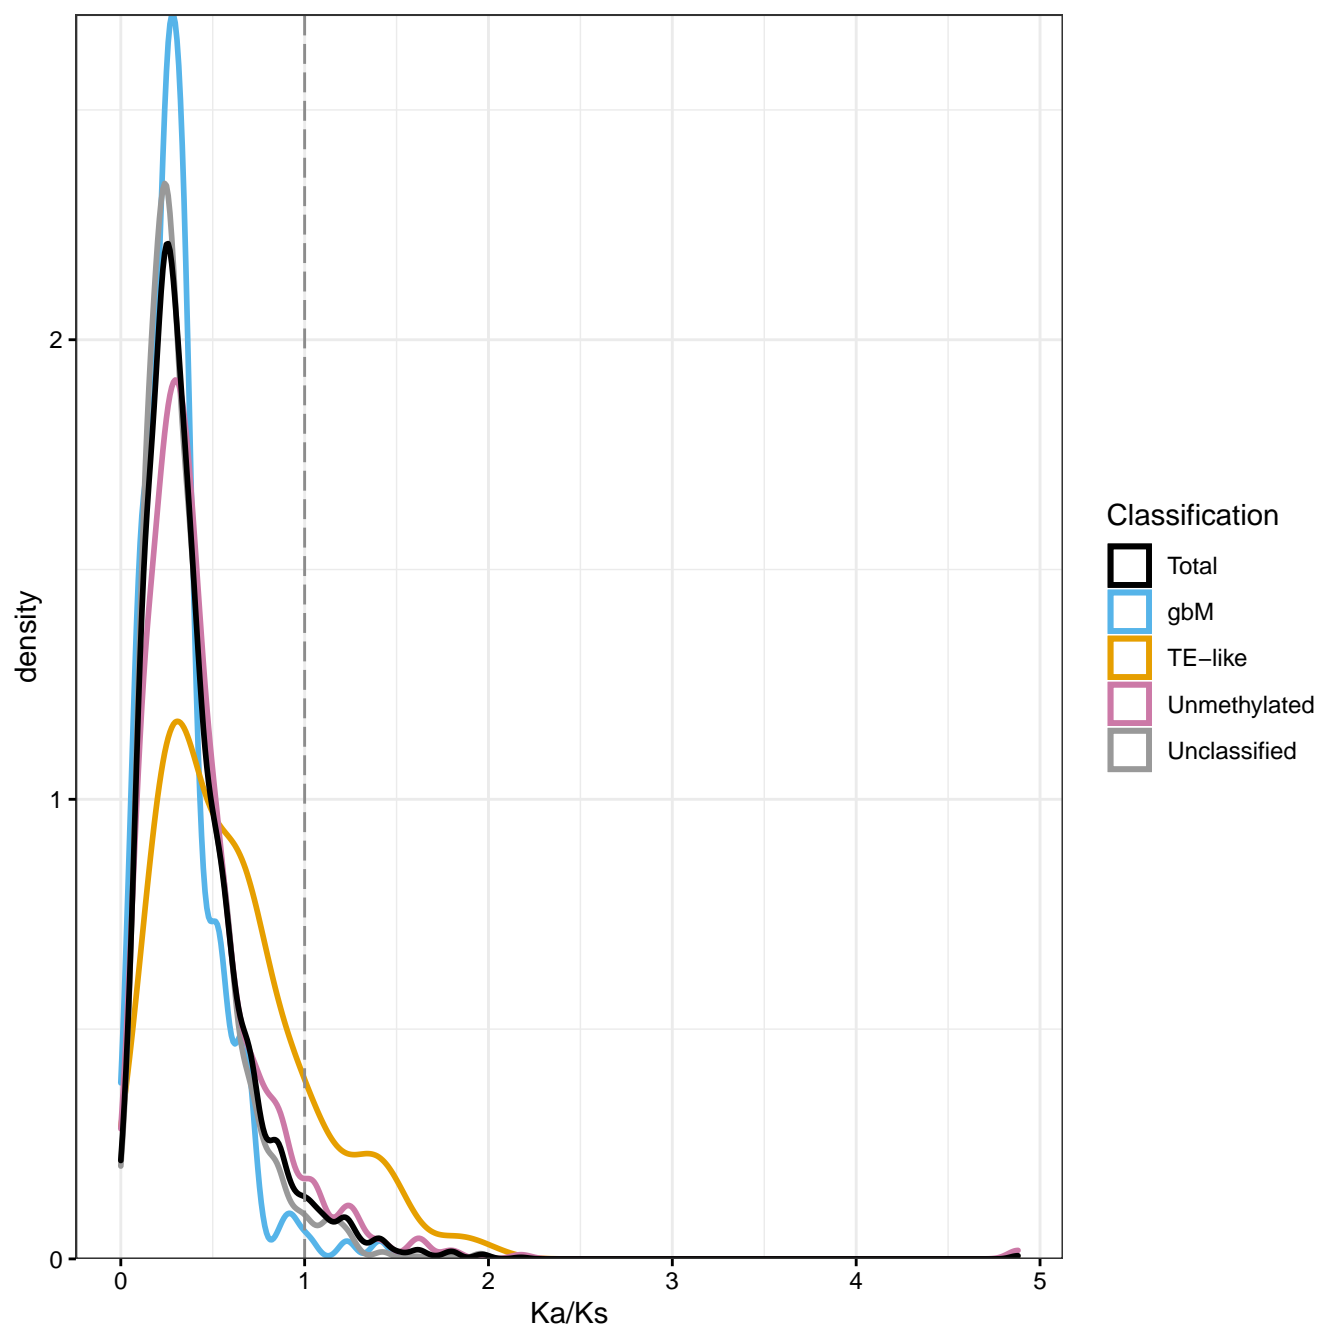 2
1
0
density
0 1 2 3 4 5
Ka/Ks
Classification
Total
gbM
TE−like
Unmethylated
Unclassified